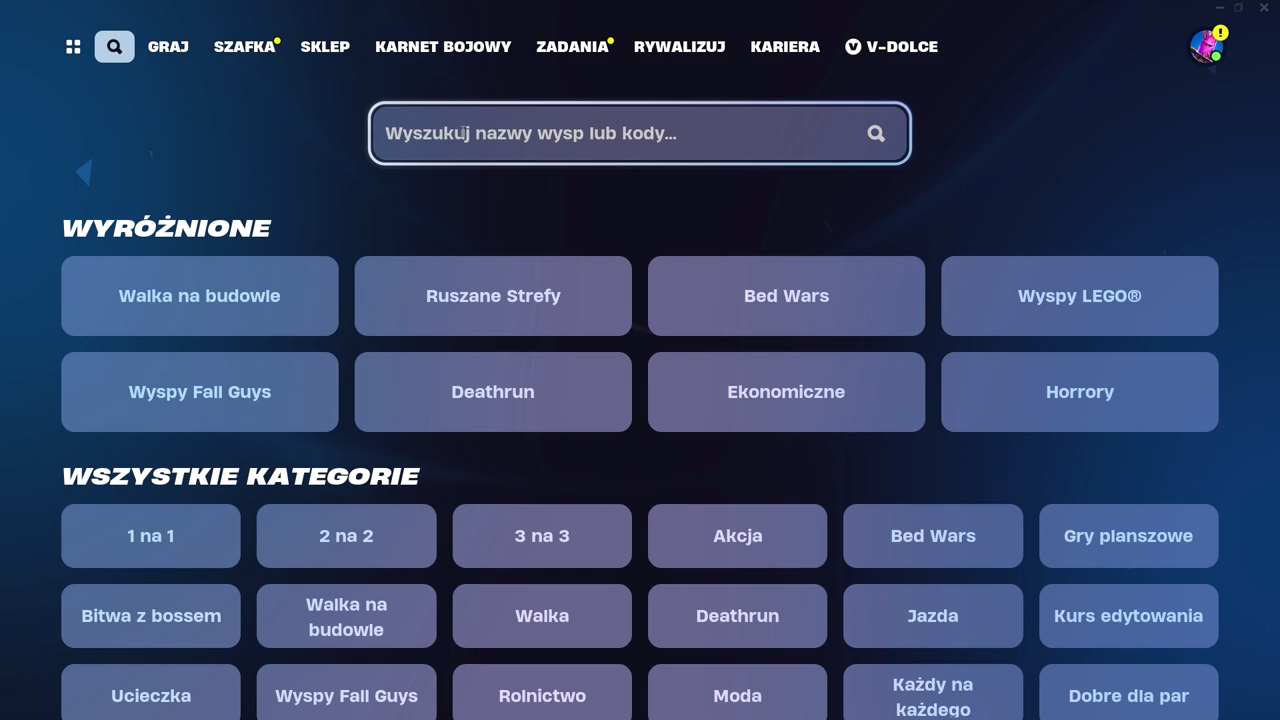 GRAJ SZAFKA SKLEP KARNET BOJOWY ZADANIA RYWALIZUJ KARIERA V V-DOLCE !
Wyszukuj nazwy wysp lub kody...
WYRÓŻNIONE
Walka na budowle Ruszane Strefy Bed Wars Wyspy LEGO®
Wyspy Fall Guys Deathrun Ekonomiczne Horrory
WSZYSTKIE KATEGORIE
1 na 1 2 na 2 3 na 3 Akcja Bed Wars Gry planszowe
Bitwa z bossem Walka na budowle Walka Deathrun Jazda Kurs edytowania
Ucieczka Wyspy Fall Guys Rolnictwo Moda Każdy na każdego Dobre dla par